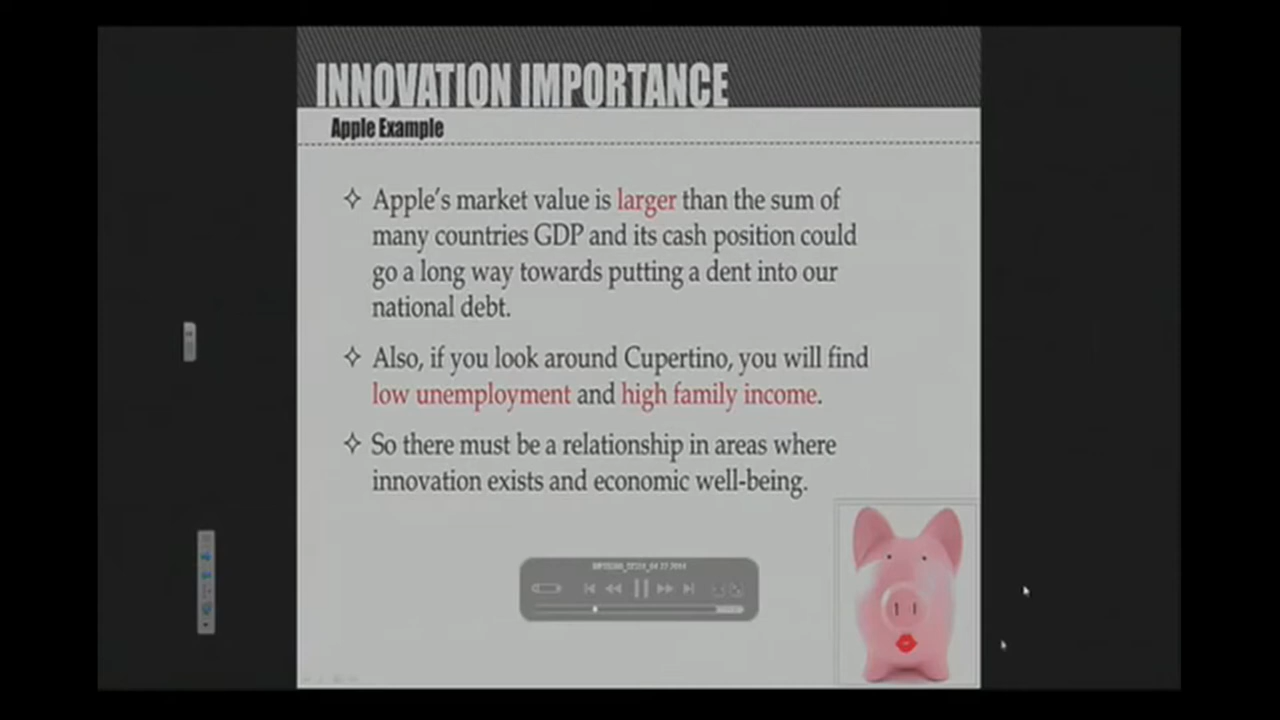 INNOVATION IMPORTANCE
Apple Example
Apple's market value is larger than the sum of
many countries GDP and its cash position could
go a long way towards putting a dent into our
national debt.
Also, if you look around Cupertino, you will find
low unemployment and high family income.
So there must be a relationship in areas where
innovation exists and economic well-being.